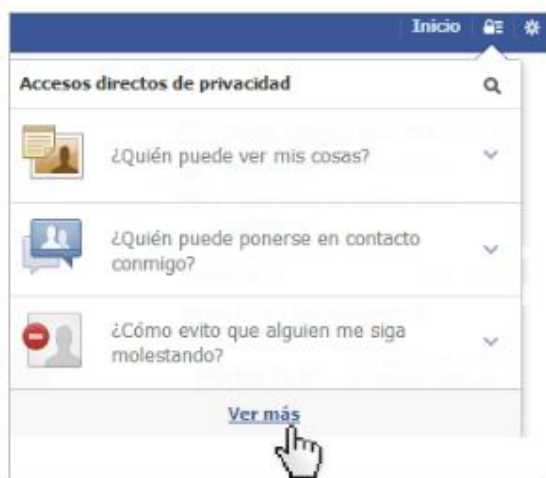 Inicio
Accesos directos de privacidad
¿Quién puede ver mis cosas?
¿Quién puede ponerse en contacto
conmigo?
¿Cómo evito que alguien me siga
molestando?
Ver más